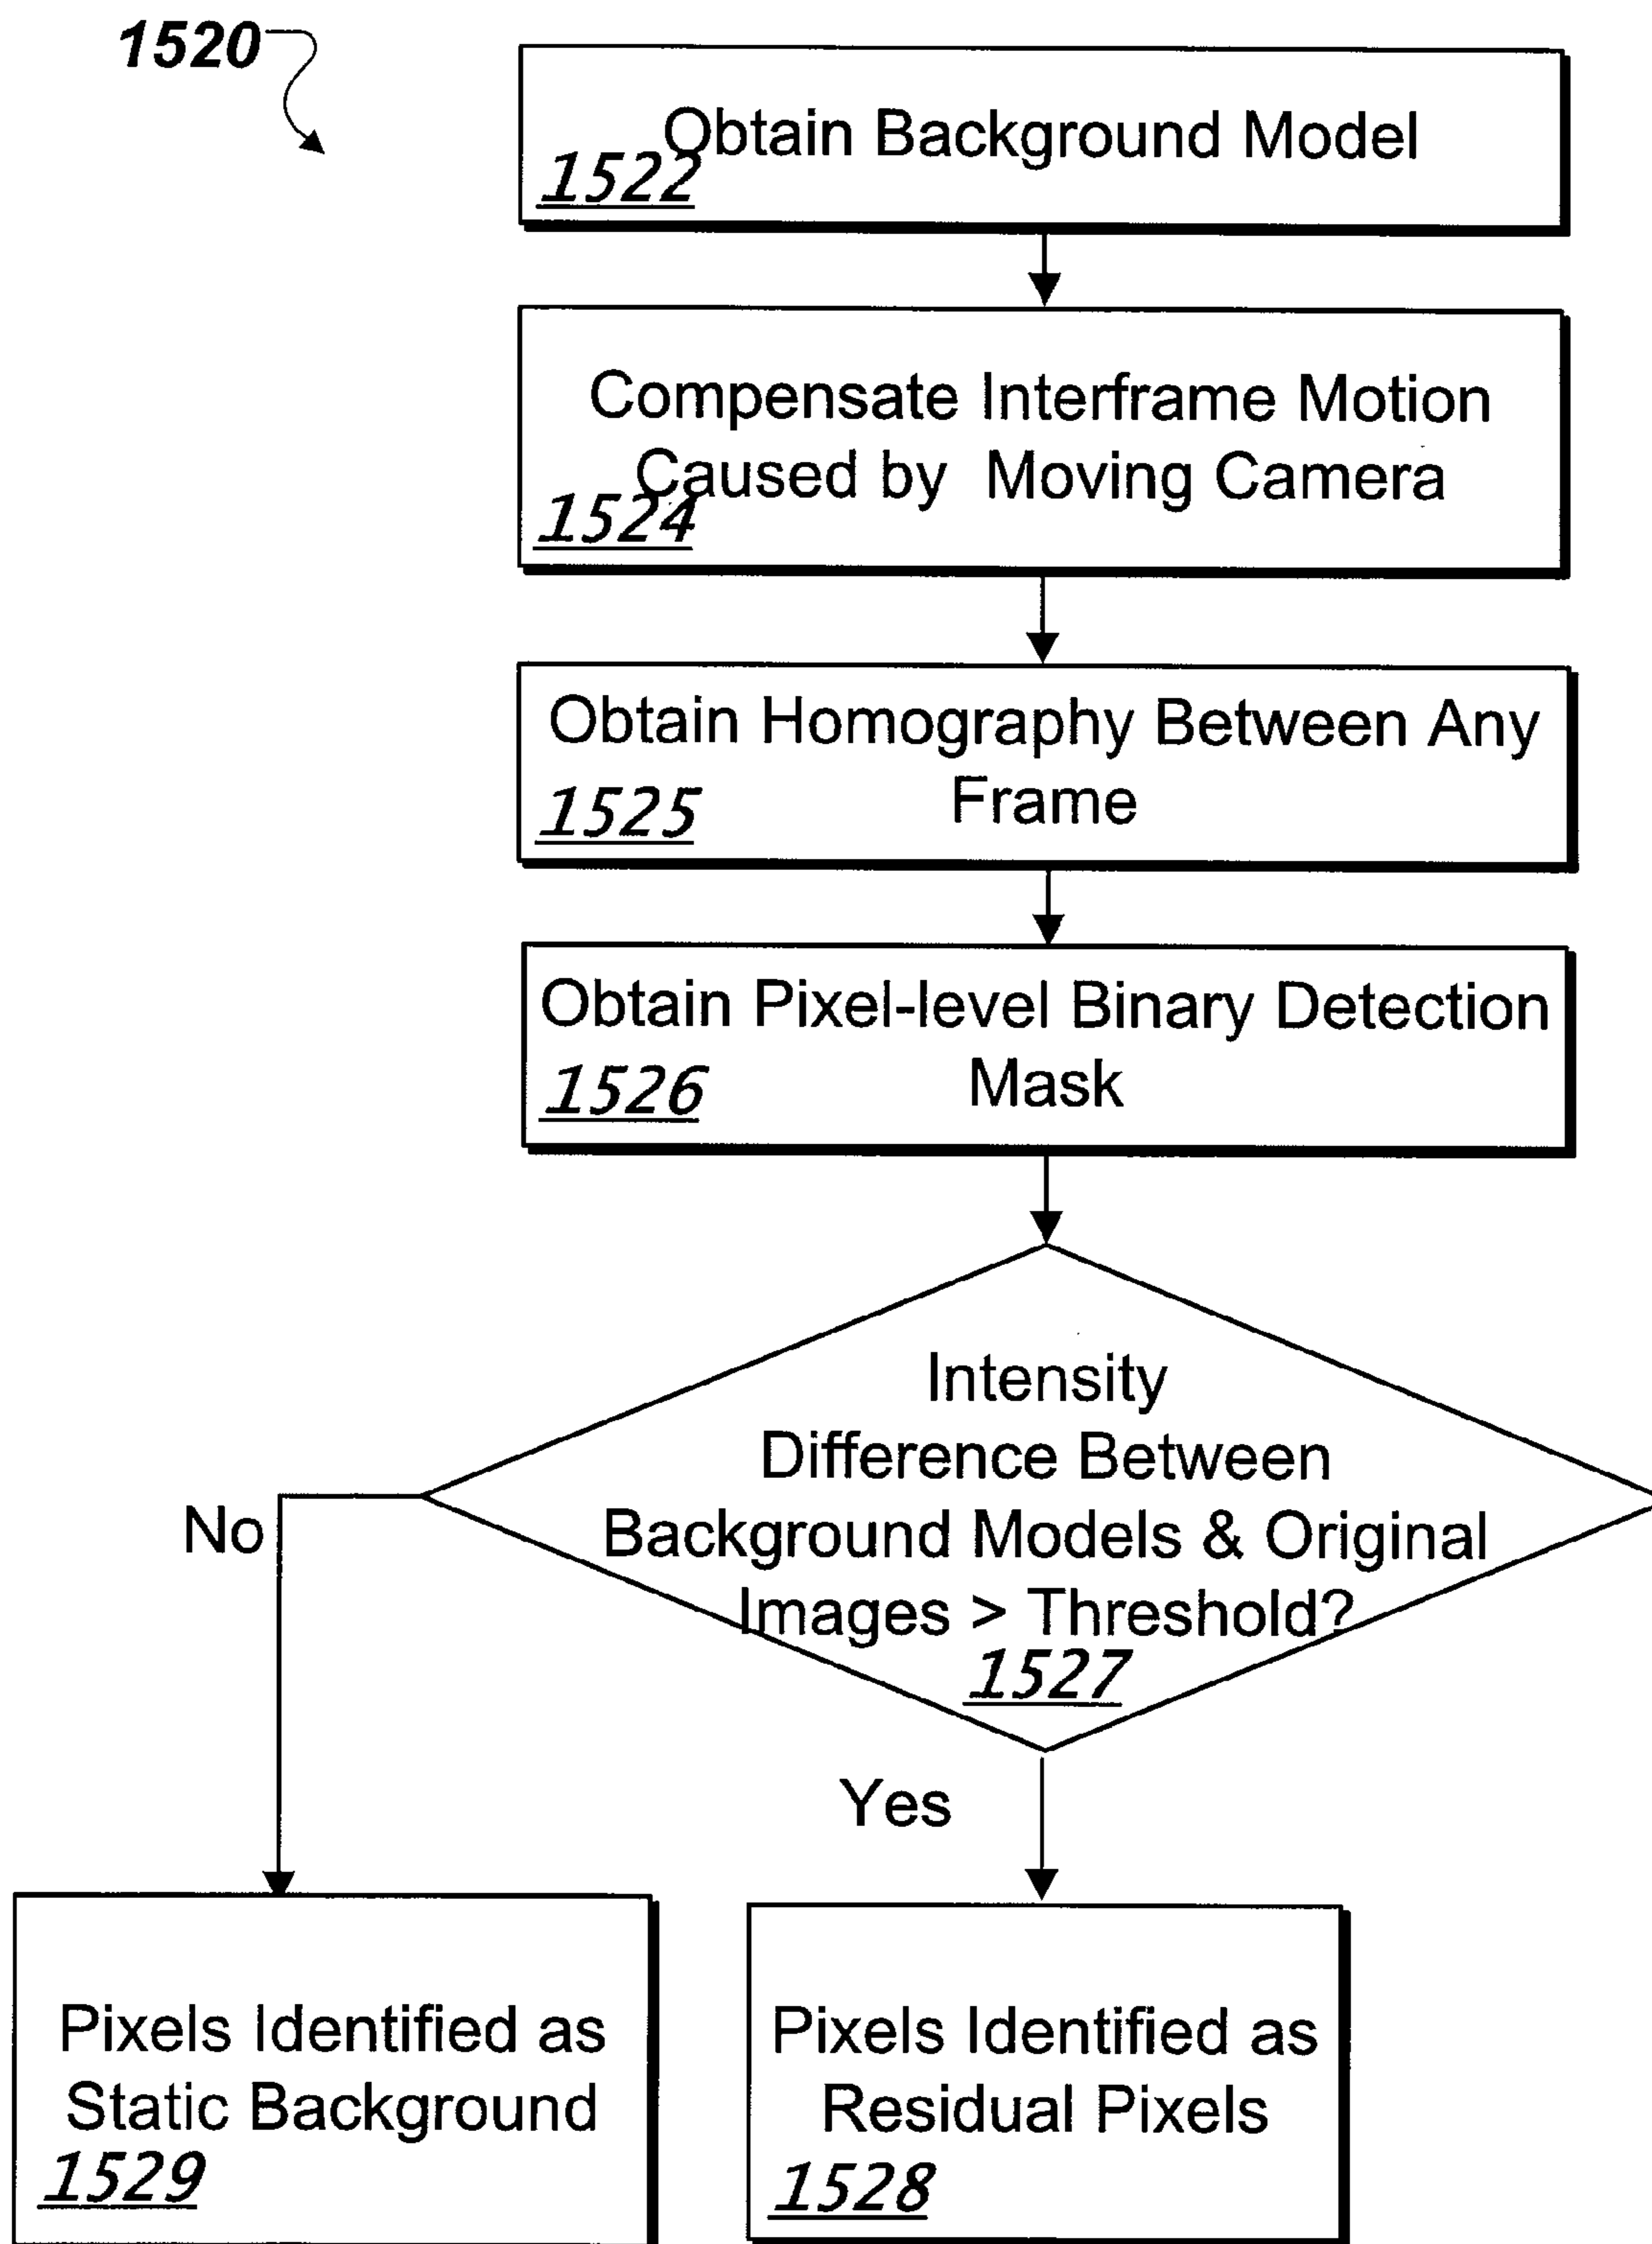 1520
Obtain Background Model
1522
Compensate Interframe Motion
Caused by Moving Camera
1524
Obtain Homography Between Any
Frame
1525
Obtain Pixel-level Binary Detection
Mask
1526
Intensity
Difference Between
Background Models & Original
Images > Threshold?
1527
No
Yes
Pixels Identified as
Static Background
1529
Pixels Identified as
Residual Pixels
1528